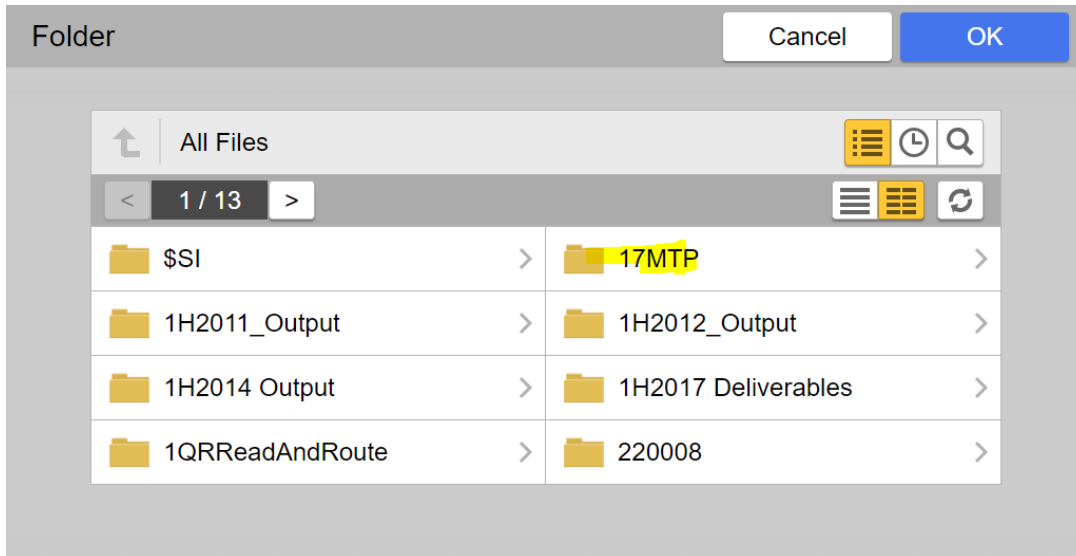 Folder
Cancel
OK
All Files
<
1 / 13
>
$SI
17MTP
1H2011_Output
1H2012_Output
1H2014 Output
1H2017 Deliverables
1QRReadAndRoute
220008